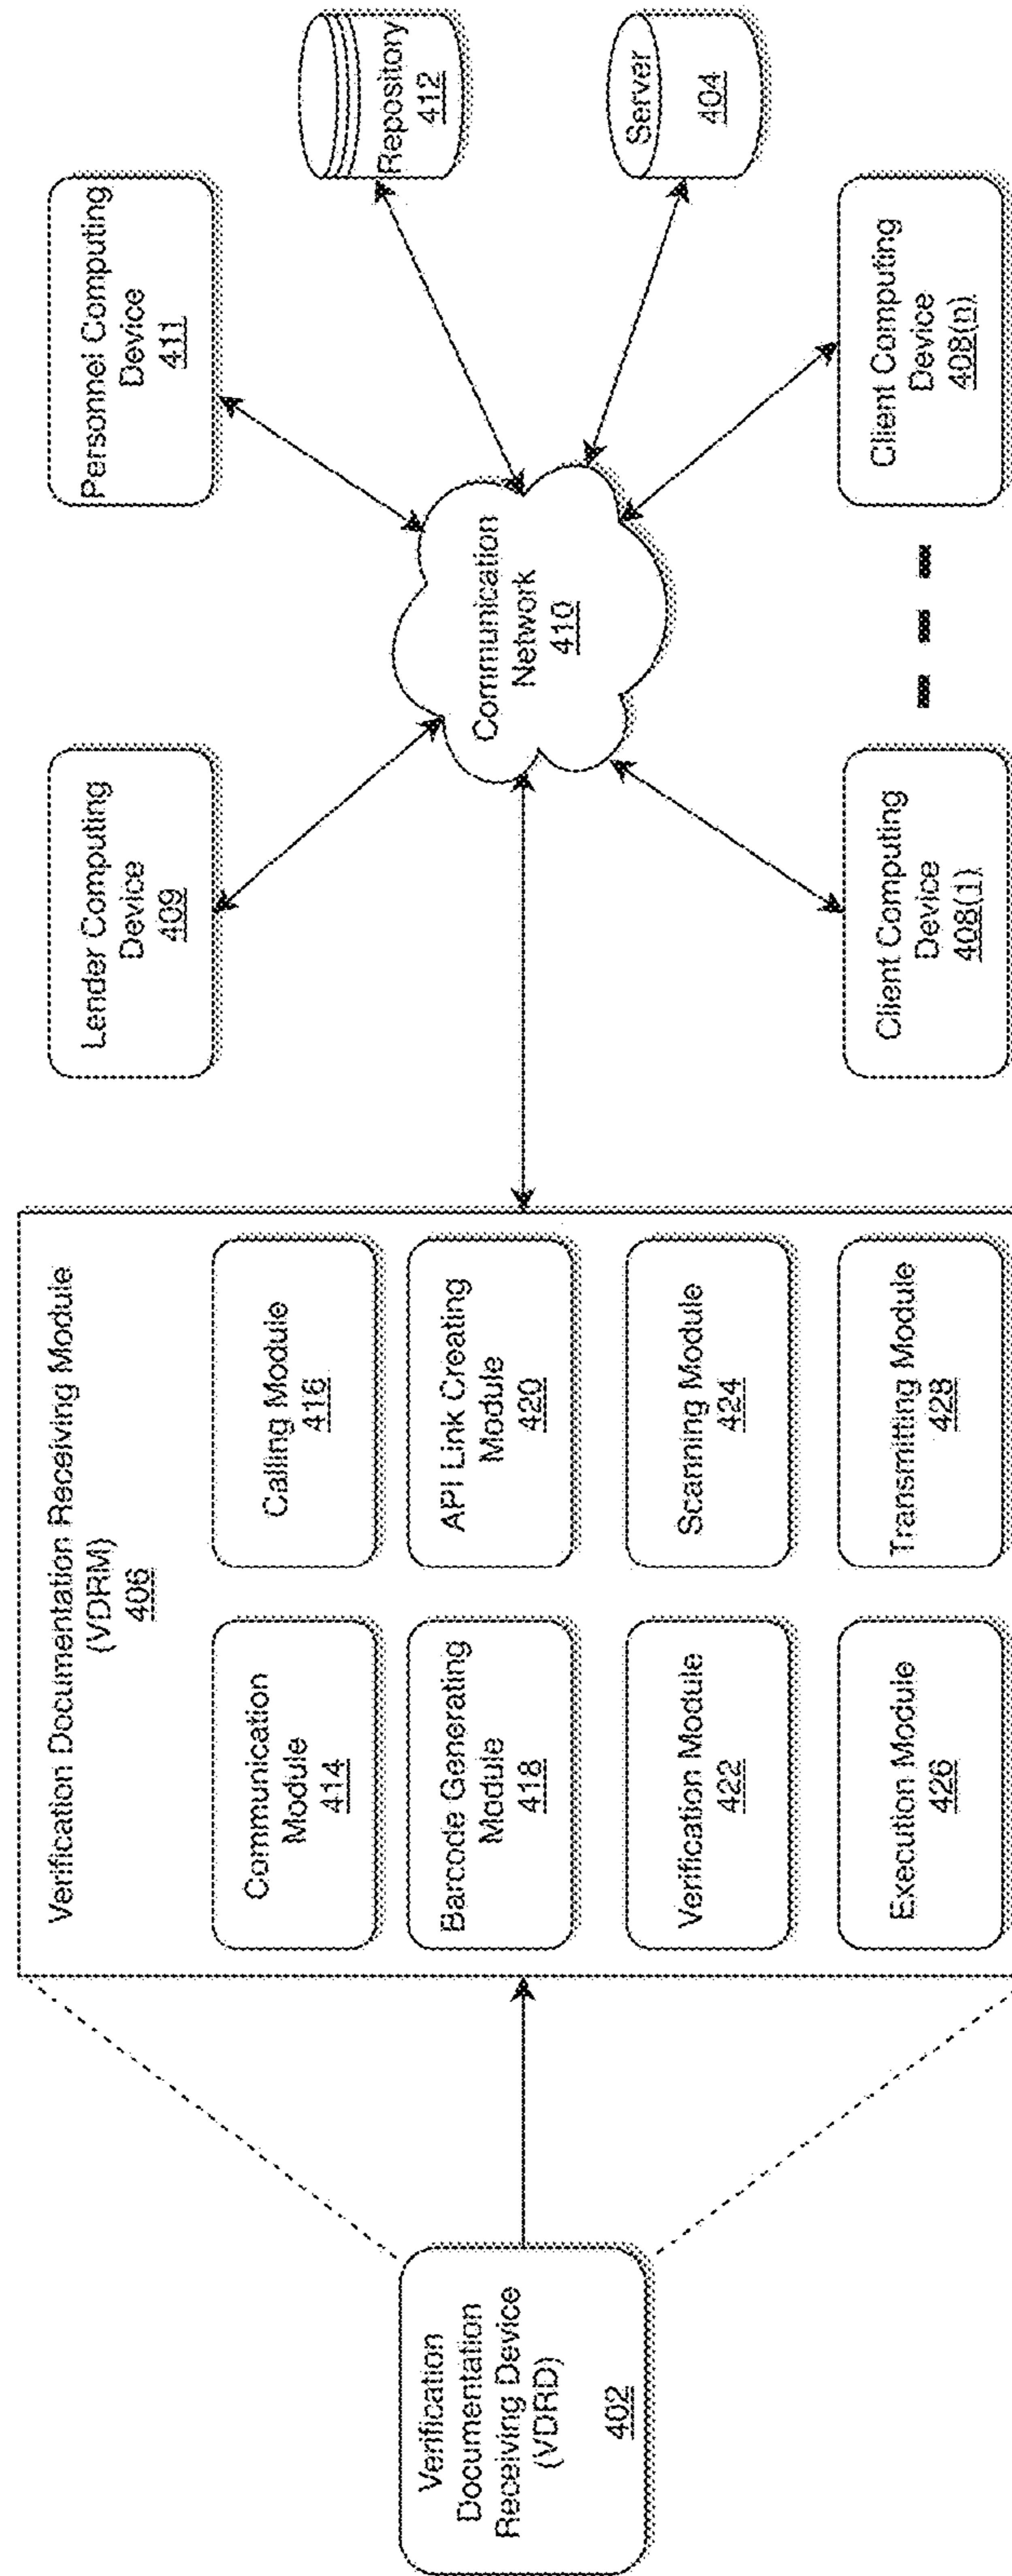 Verification
Documentation
Receiving Device
(VDRD)
402
Verification Documentation Receiving Module
(VDRM)
406
Communication
Module
414
Calling Module
416
Barcode Generating
Module
418
API Link Creating
Module
420
Verification Module
422
Scanning Module
424
Execution Module
426
Transmitting Module
428
Lender Computing
Device
409
Personnel Computing
Device
411
Communication
Network
410
Repository
412
Server
404
Client Computing
Device
408(1)
Client Computing
Device
408(n)